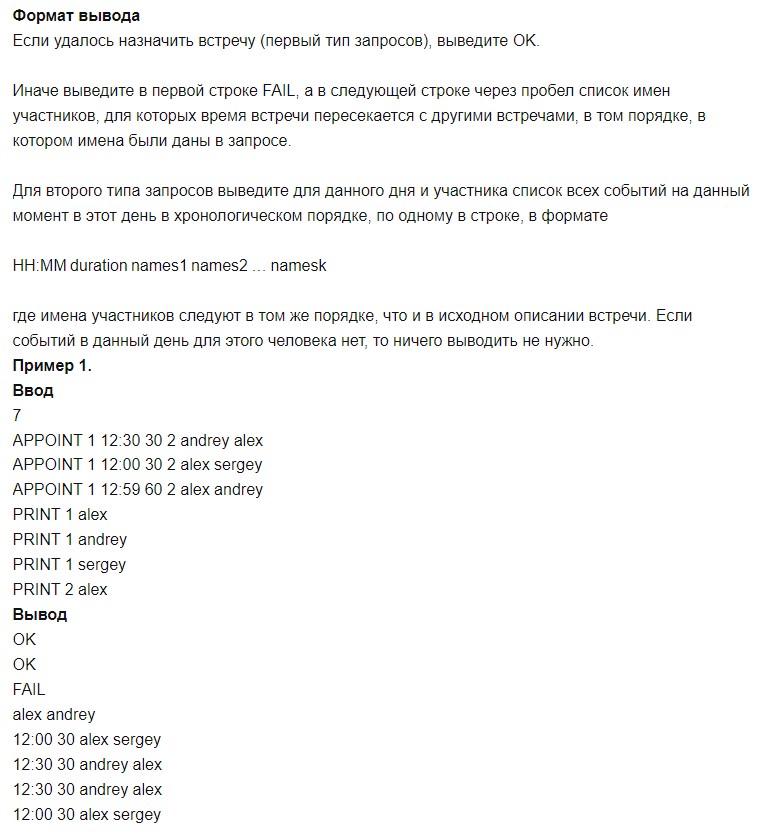 Формат вывода
Если удалось назначить встречу (первый тип запросов), выведите OK.
Иначе выведите в первой строке FAIL, а в следующей строке через пробел список имен
участников, для которых время встречи пересекается с другими встречами, в том порядке, в
котором имена были даны в запросе.
Для второго типа запросов выведите для данного дня и участника список всех событий на данный
момент в этот день в хронологическом порядке, по одному в строке, в формате
HH:MM duration names1 names2 … namesk
где имена участников следуют в том же порядке, что и в исходном описании встречи. Если
событий в данный день для этого человека нет, то ничего выводить не нужно.
Пример 1.
Ввод
7
APPOINT 1 12:30 30 2 andrey alex
APPOINT 1 12:00 30 2 alex sergey
APPOINT 1 12:59 60 2 alex andrey
PRINT 1 alex
PRINT 1 andrey
PRINT 1 sergey
PRINT 2 alex
Вывод
OK
OK
FAIL
alex andrey
12:00 30 alex sergey
12:30 30 andrey alex
12:30 30 andrey alex
12:00 30 alex sergey